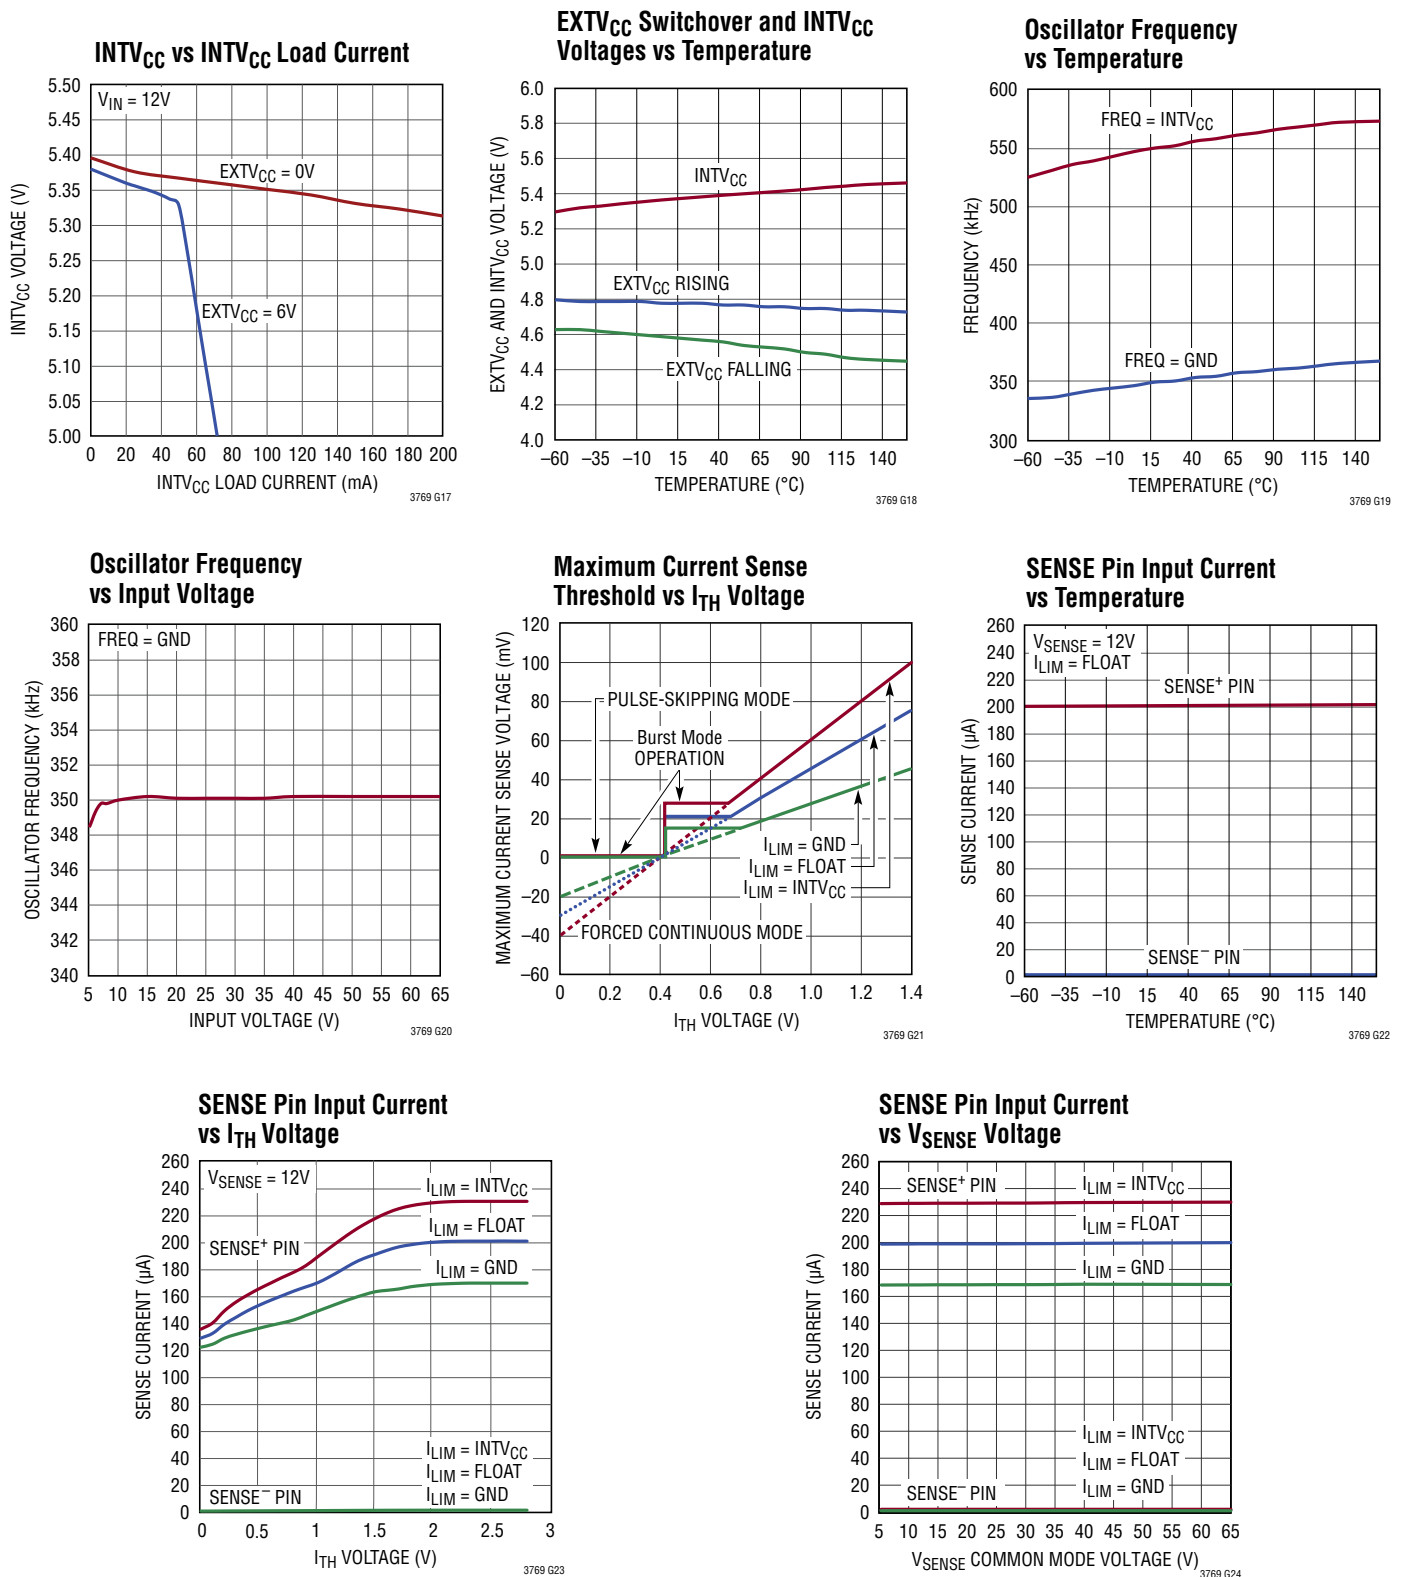 INTVCC vs INTVCC Load Current
5.50
5.45
5.40
5.35
5.30
5.25
5.20
5.15
5.10
5.05
5.00
INTVCC VOLTAGE (V)
VIN = 12V
EXTVCC = 0V
EXTVCC = 6V
0 20 40 60 80 100 120 140 160 180 200
INTVCC LOAD CURRENT (mA)
3769 G17
EXTVCC Switchover and INTVCC
Voltages vs Temperature
6.0
5.8
5.6
5.4
5.2
5.0
4.8
4.6
4.4
4.2
4.0
EXTVCC AND INTVCC VOLTAGE (V)
INTVCC
EXTVCC RISING
EXTVCC FALLING
–60 –35 –10 15 40 65 90 115 140
TEMPERATURE (°C)
3769 G18
Oscillator Frequency
vs Temperature
600
550
500
450
400
350
300
FREQUENCY (kHz)
FREQ = INTVCC
FREQ = GND
–60 –35 –10 15 40 65 90 115 140
TEMPERATURE (°C)
3769 G19
Oscillator Frequency
vs Input Voltage
360
358
356
354
352
350
348
346
344
342
340
OSCILLATOR FREQUENCY (kHz)
FREQ = GND
5 10 15 20 25 30 35 40 45 50 55 60 65
INPUT VOLTAGE (V)
3769 G20
Maximum Current Sense
Threshold vs ITH Voltage
120
100
80
60
40
20
0
–20
–40
–60
MAXIMUM CURRENT SENSE VOLTAGE (mV)
PULSE-SKIPPING MODE
Burst Mode
OPERATION
ILIM = GND
ILIM = FLOAT
ILIM = INTVCC
FORCED CONTINUOUS MODE
0 0.2 0.4 0.6 0.8 1.0 1.2 1.4
ITH VOLTAGE (V)
3769 G21
SENSE Pin Input Current
vs Temperature
260
240
220
200
180
160
140
120
100
80
60
40
20
0
SENSE CURRENT (µA)
VSENSE = 12V
ILIM = FLOAT
SENSE+ PIN
SENSE– PIN
–60 –35 –10 15 40 65 90 115 140
TEMPERATURE (°C)
3769 G22
SENSE Pin Input Current
vs ITH Voltage
260
240
220
200
180
160
140
120
100
80
60
40
20
0
SENSE CURRENT (µA)
VSENSE = 12V
ILIM = INTVCC
ILIM = FLOAT
SENSE+ PIN
ILIM = GND
ILIM = INTVCC
ILIM = FLOAT
ILIM = GND
SENSE– PIN
0 0.5 1 1.5 2 2.5 3
ITH VOLTAGE (V)
3769 G23
SENSE Pin Input Current
vs VSENSE Voltage
260
240
220
200
180
160
140
120
100
80
60
40
20
0
SENSE CURRENT (µA)
SENSE+ PIN
ILIM = INTVCC
ILIM = FLOAT
ILIM = GND
ILIM = INTVCC
ILIM = FLOAT
ILIM = GND
SENSE– PIN
5 10 15 20 25 30 35 40 45 50 55 60 65
VSENSE COMMON MODE VOLTAGE (V)
3769 G24